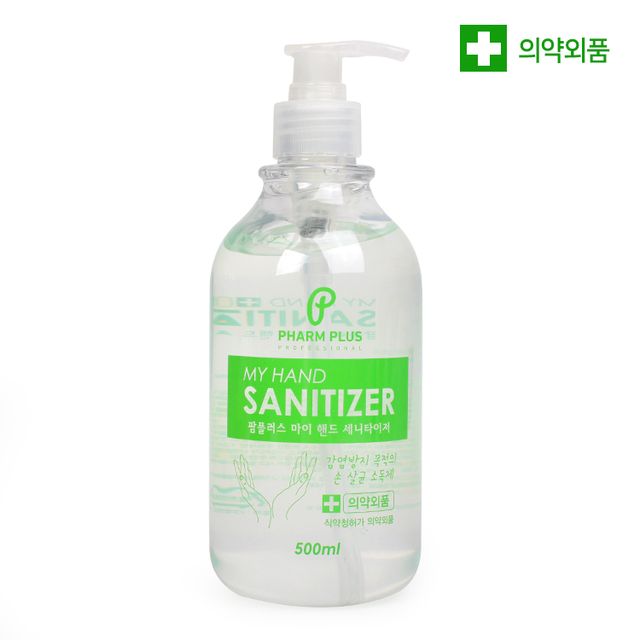 의약외품
PHARM PLUS
PROFESSIONAL
MY HAND
SANITIZER
팜플러스 마이 핸드 세니타이저
감염방지 목적의
손 살균 소독제
의약외품
식약청허가 의약외품
500ml